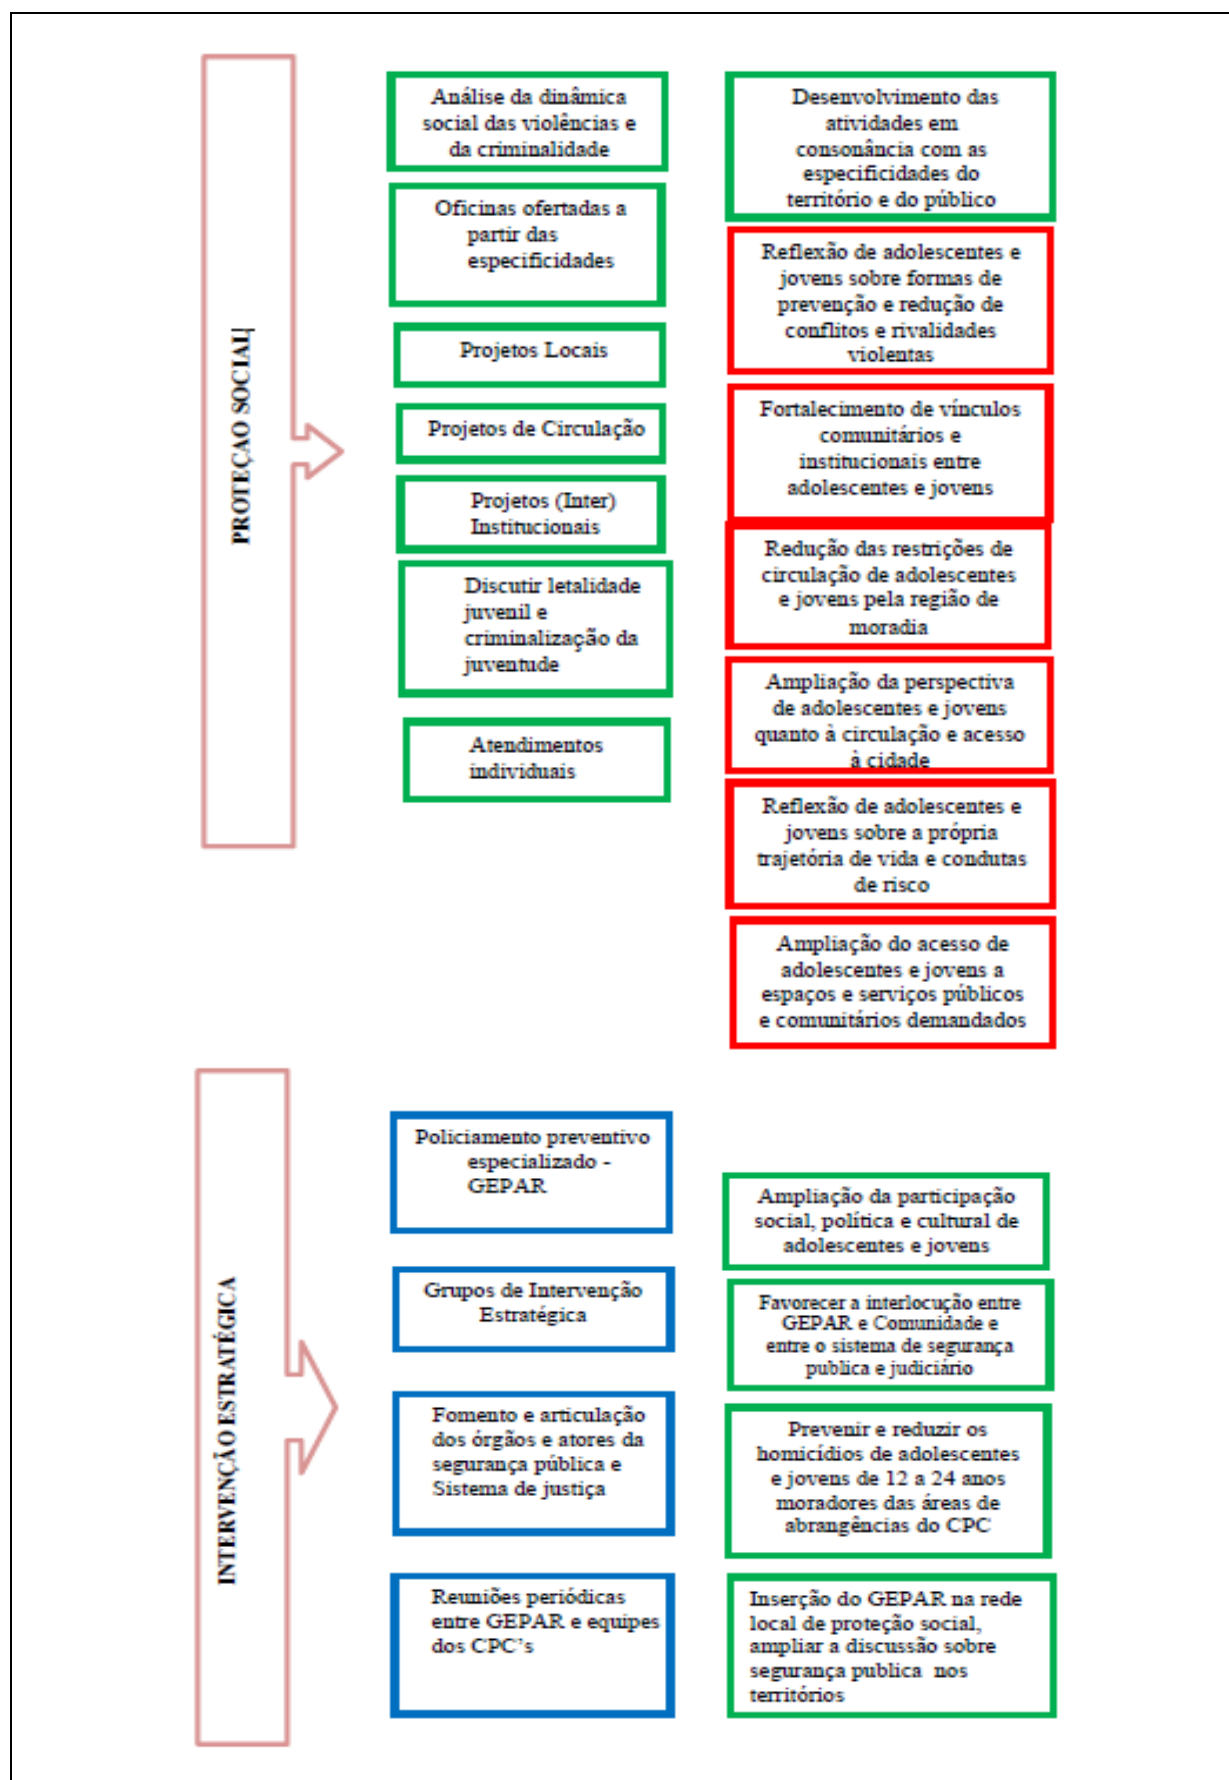 PROTEÇAO SOCIAL
Análise da dinâmica
social das violências e
da criminalidade
Oficinas ofertadas a
partir das
especificidades
Projetos Locais
Projetos de Circulação
Projetos (Inter)
Institucionais
Discutir letalidade
juvenil e
criminalização da
juventude
Atendimentos
individuais
Desenvolvimento das
atividades em
consonância com as
especificidades do
território e do público
Reflexão de adolescentes e
jovens sobre formas de
prevenção e redução de
conflitos e rivalidades
violentas
Fortalecimento de vínculos
comunitários e
institucionais entre
adolescentes e jovens
Redução das restrições de
circulação de adolescentes
e jovens pela região de
moradia
Ampliação da perspectiva
de adolescentes e jovens
quanto à circulação e acesso
à cidade
Reflexão de adolescentes e
jovens sobre a própria
trajetória de vida e condutas
de risco
Ampliação do acesso de
adolescentes e jovens a
espaços e serviços públicos
e comunitários demandados
INTERVENÇÃO ESTRATÉGICA
Policiamento preventivo
especializado -
GEPAR
Grupos de Intervenção
Estratégica
Fomento e articulação
dos órgãos e atores da
segurança pública e
Sistema de justiça
Reuniões periódicas
entre GEPAR e equipes
dos CPC’s
Ampliação da participação
social, política e cultural de
adolescentes e jovens
Favorecer a interlocução entre
GEPAR e Comunidade e
entre o sistema de segurança
publica e judiciário
Prevenir e reduzir os
homicídios de adolescentes
e jovens de 12 a 24 anos
moradores das áreas de
abrangências do CPC
Inserção do GEPAR na rede
local de proteção social,
ampliar a discussão sobre
segurança publica nos
territórios